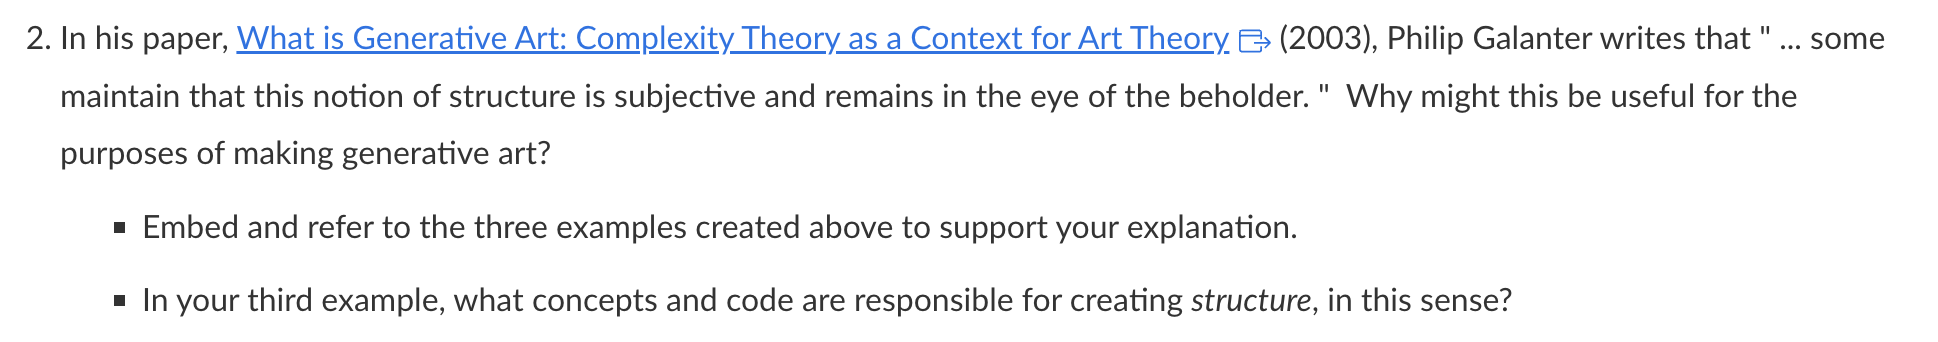 2. In his paper, What is Generative Art: Complexity Theory as a Context for Art Theory (2003), Philip Galanter writes that " ... some
maintain that this notion of structure is subjective and remains in the eye of the beholder. "  Why might this be useful for the
purposes of making generative art?
▪ Embed and refer to the three examples created above to support your explanation.
▪ In your third example, what concepts and code are responsible for creating structure, in this sense?